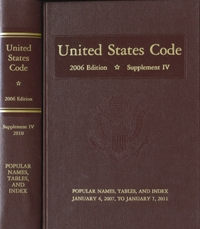 United
States
Code
☆
2006 Edition
Supplement IV
2010
POPULAR
NAMES,
TABLES,
AND
INDEX
United States Code
2006 Edition ☆ Supplement IV
POPULAR NAMES, TABLES, AND INDEX
JANUARY 4, 2007, TO JANUARY 7, 2011